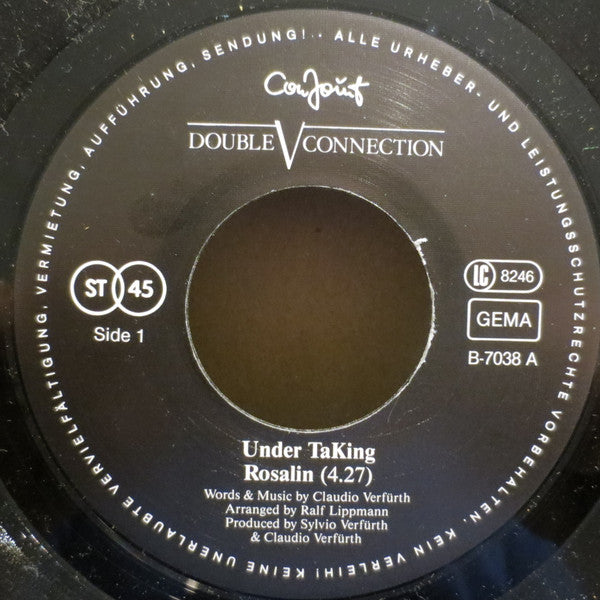 ALLE URHEBER- UND LEISTUNGSSCHUTZRECHTE VORBEHALTEN. KEIN VERLEIH! KEINE UNERLAUBTE VERVIELFÄLTIGUNG, VERMIETUNG, AUFFÜHRUNG, SENDUNG! ·
ConJoint
DOUBLE V CONNECTION
ST 45
Side 1
LC 8246
GEMA
B-7038 A
Under TaKing
Rosalin (4.27)
Words & Music by Claudio Verfürth
Arranged by Ralf Lippmann
Produced by Sylvio Verfürth
& Claudio Verfürth